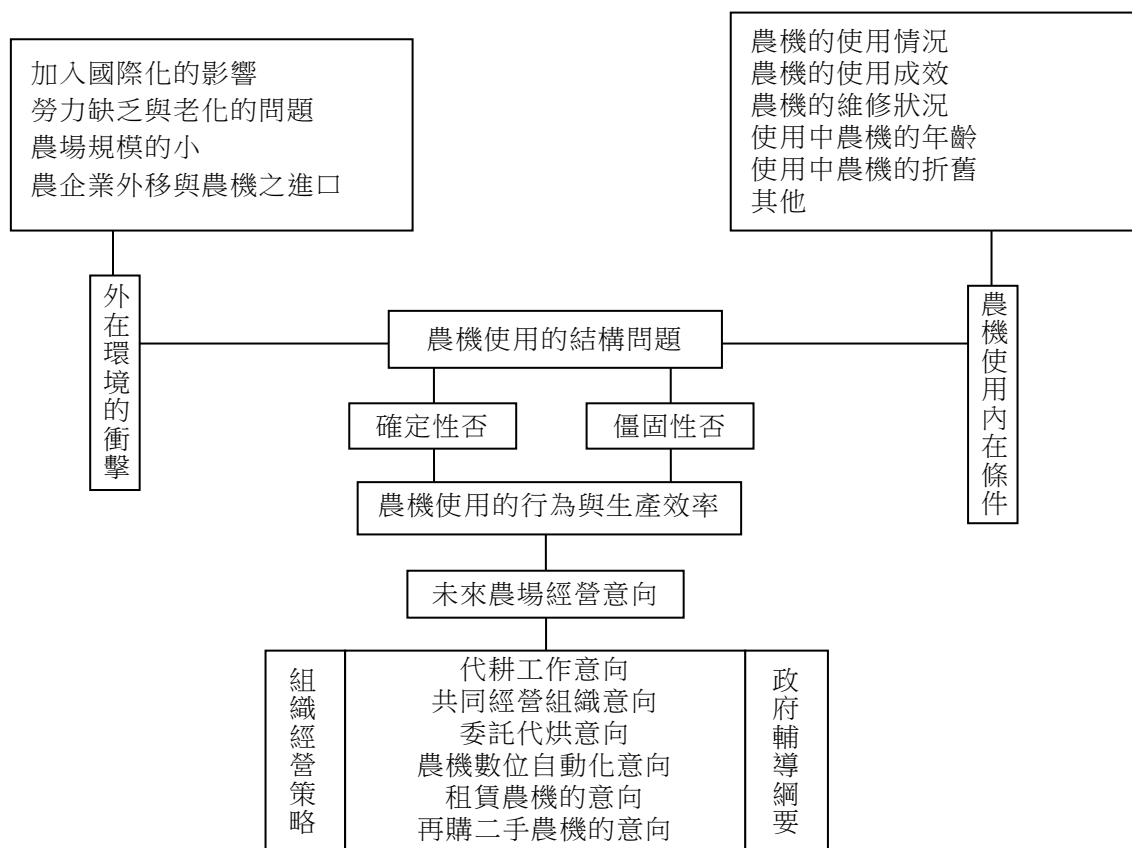 加入國際化的影響
勞力缺乏與老化的問題
農場規模的小
農企業外移與農機之進口
農機的使用情況
農機的使用成效
農機的維修狀況
使用中農機的年齡
使用中農機的折舊
其他
外在環境的衝擊
農機使用的結構問題
農機使用內在條件
確定性否
僵固性否
農機使用的行為與生產效率
未來農場經營意向
組織經營策略
代耕工作意向
共同經營組織意向
委託代烘意向
農機數位自動化意向
租賃農機的意向
再購二手農機的意向
政府輔導綱要